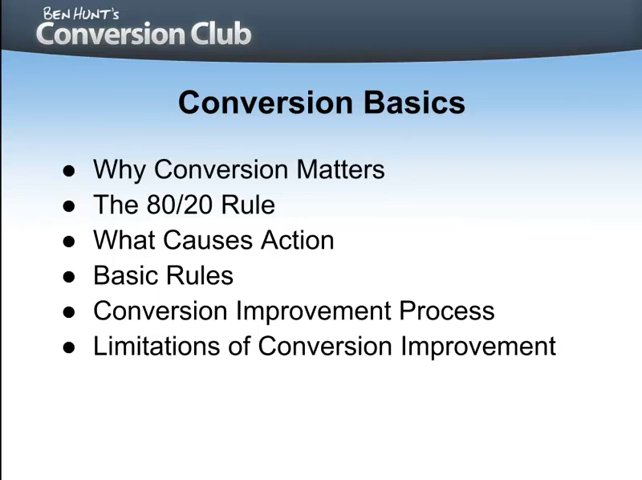 BEN HUNT'S
Conversion Club
Conversion Basics
● Why Conversion Matters
● The 80/20 Rule
● What Causes Action
● Basic Rules
● Conversion Improvement Process
● Limitations of Conversion Improvement